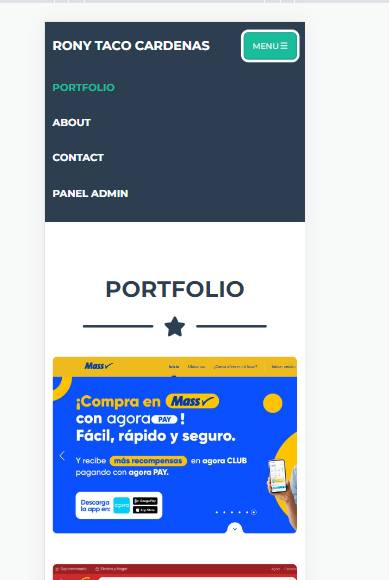 RONY TACO CARDENAS
MENU
PORTFOLIO
ABOUT
CONTACT
PANEL ADMIN
PORTFOLIO
Mass
Inicio
¡Compra en Mass
con agora PAY !
Fácil, rápido y seguro.
Y recibe más recompensas en agora CLUB
pagando con agora PAY.
Descarga
la app en:
agora
Google Play
App Store